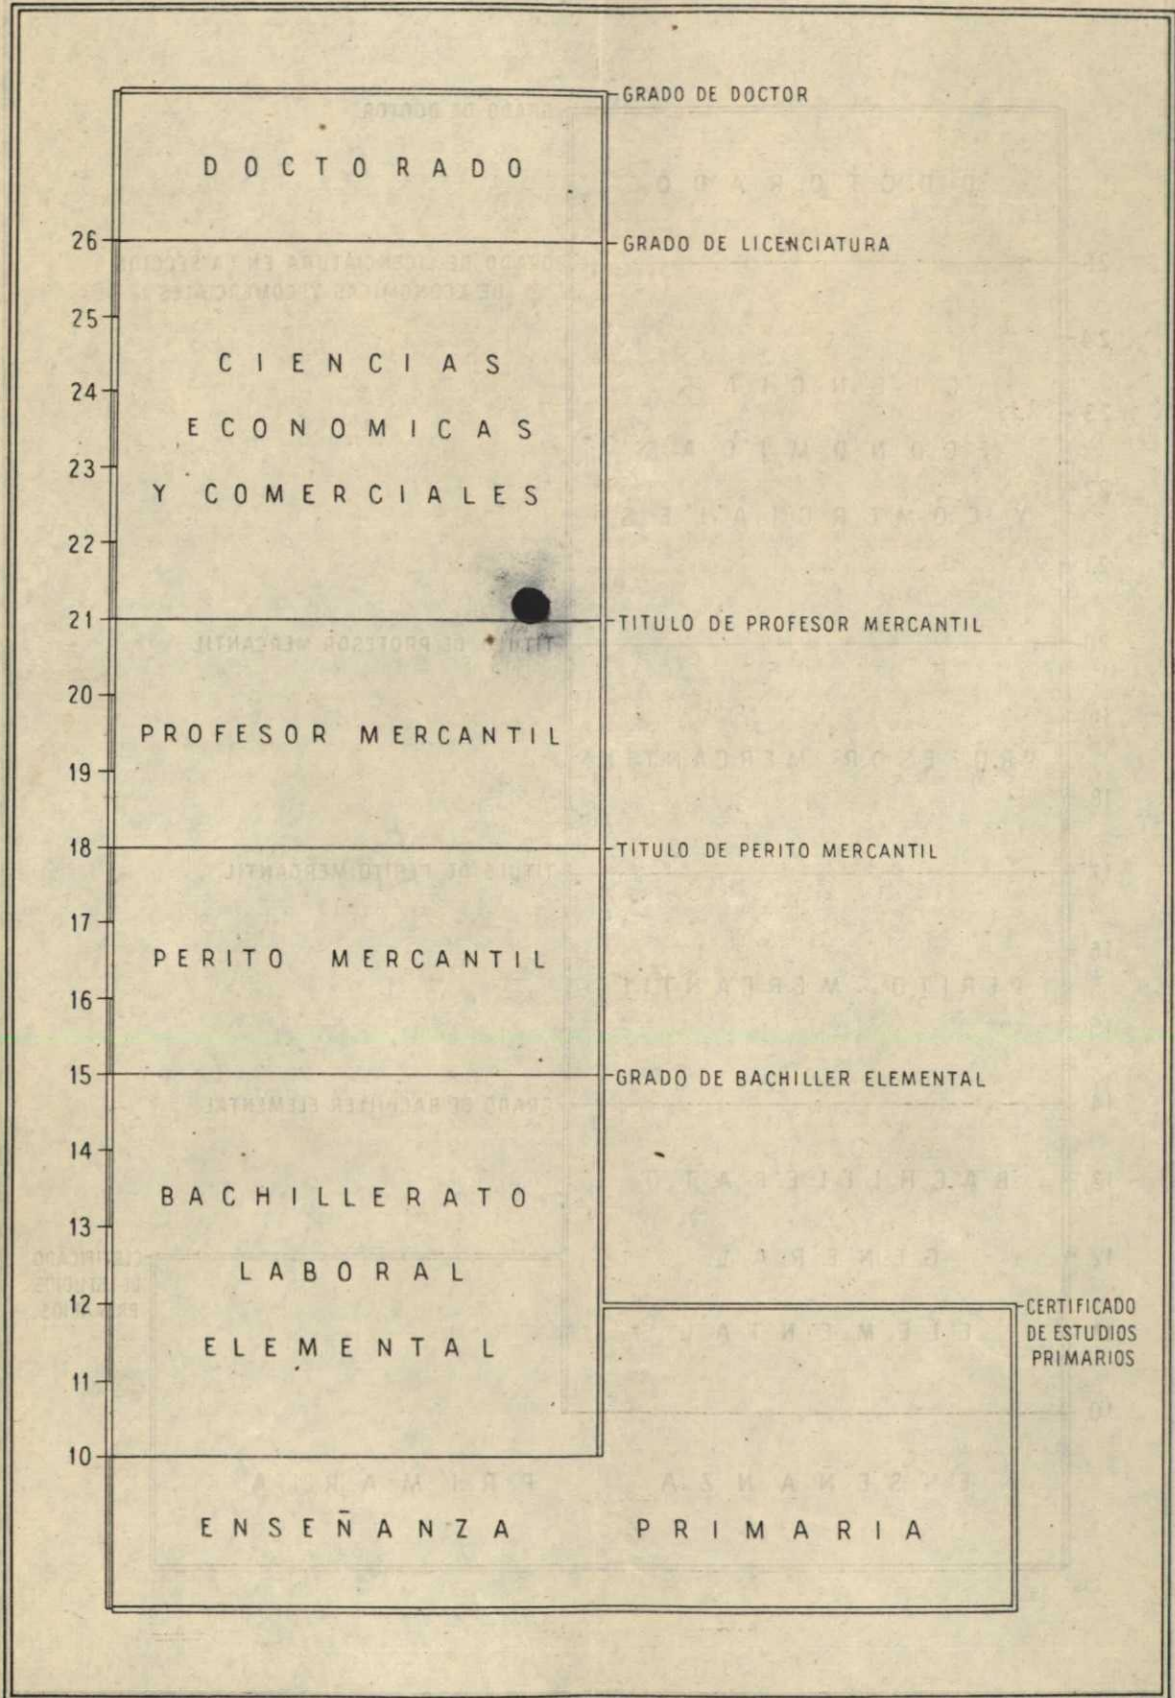 GRADO DE DOCTOR
DOCTORADO
26
GRADO DE LICENCIATURA
25
CIENCIAS
24
ECONOMICAS
23
Y COMERCIALES
22
21
TITULO DE PROFESOR MERCANTIL
20
PROFESOR MERCANTIL
19
18
TITULO DE PERITO MERCANTIL
17
PERITO MERCANTIL
16
15
GRADO DE BACHILLER ELEMENTAL
14
BACHILLERATO
13
LABORAL
12
CERTIFICADO
DE ESTUDIOS
PRIMARIOS
ELEMENTAL
11
10
ENSEÑANZA PRIMARIA